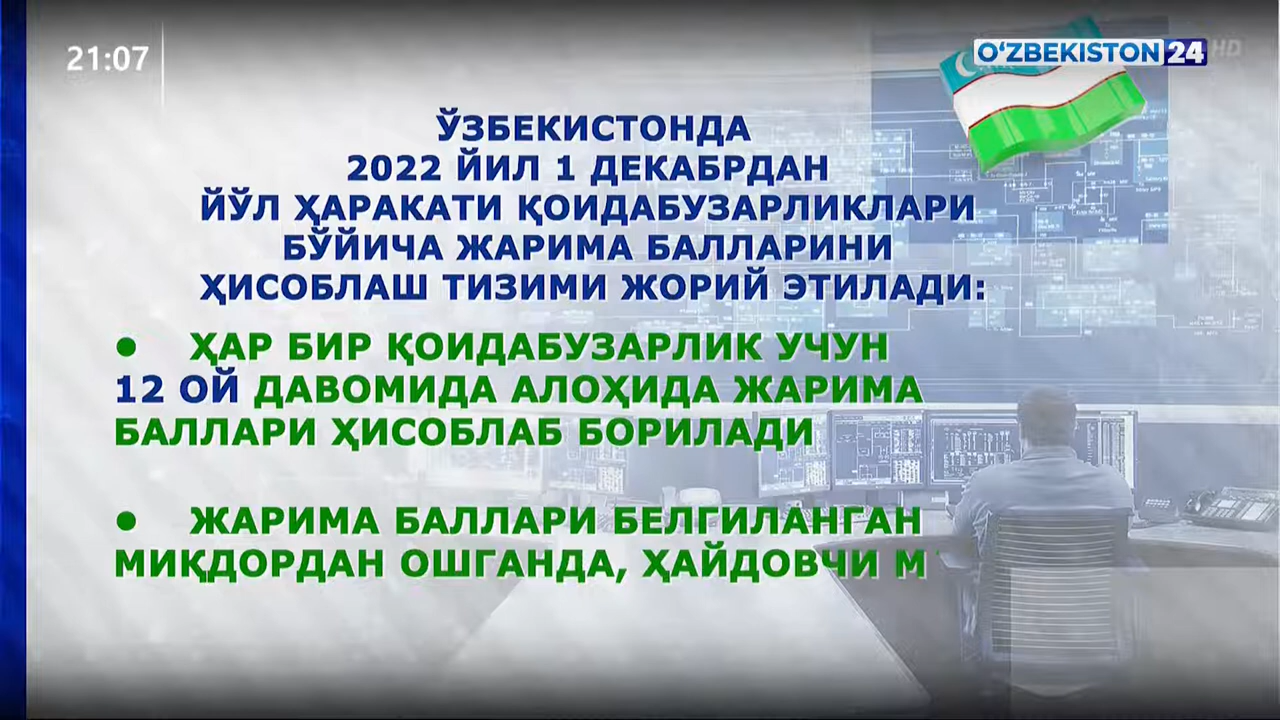 21:07
OʻZBEKISTON 24 HD
ЎЗБЕКИСТОНДА
2022 ЙИЛ 1 ДЕКАБРДАН
ЙЎЛ ҲАРАКАТИ ҚОИДАБУЗАРЛИКЛАРИ
БЎЙИЧА ЖАРИМА БАЛЛАРИНИ
ҲИСОБЛАШ ТИЗИМИ ЖОРИЙ ЭТИЛАДИ:
● ҲАР БИР ҚОИДАБУЗАРЛИК УЧУН
12 ОЙ ДАВОМИДА АЛОҲИДА ЖАРИМА
БАЛЛАРИ ҲИСОБЛАБ БОРИЛАДИ
● ЖАРИМА БАЛЛАРИ БЕЛГИЛАНГАН
МИҚДОРДАН ОШГАНДА, ҲАЙДОВЧИ М